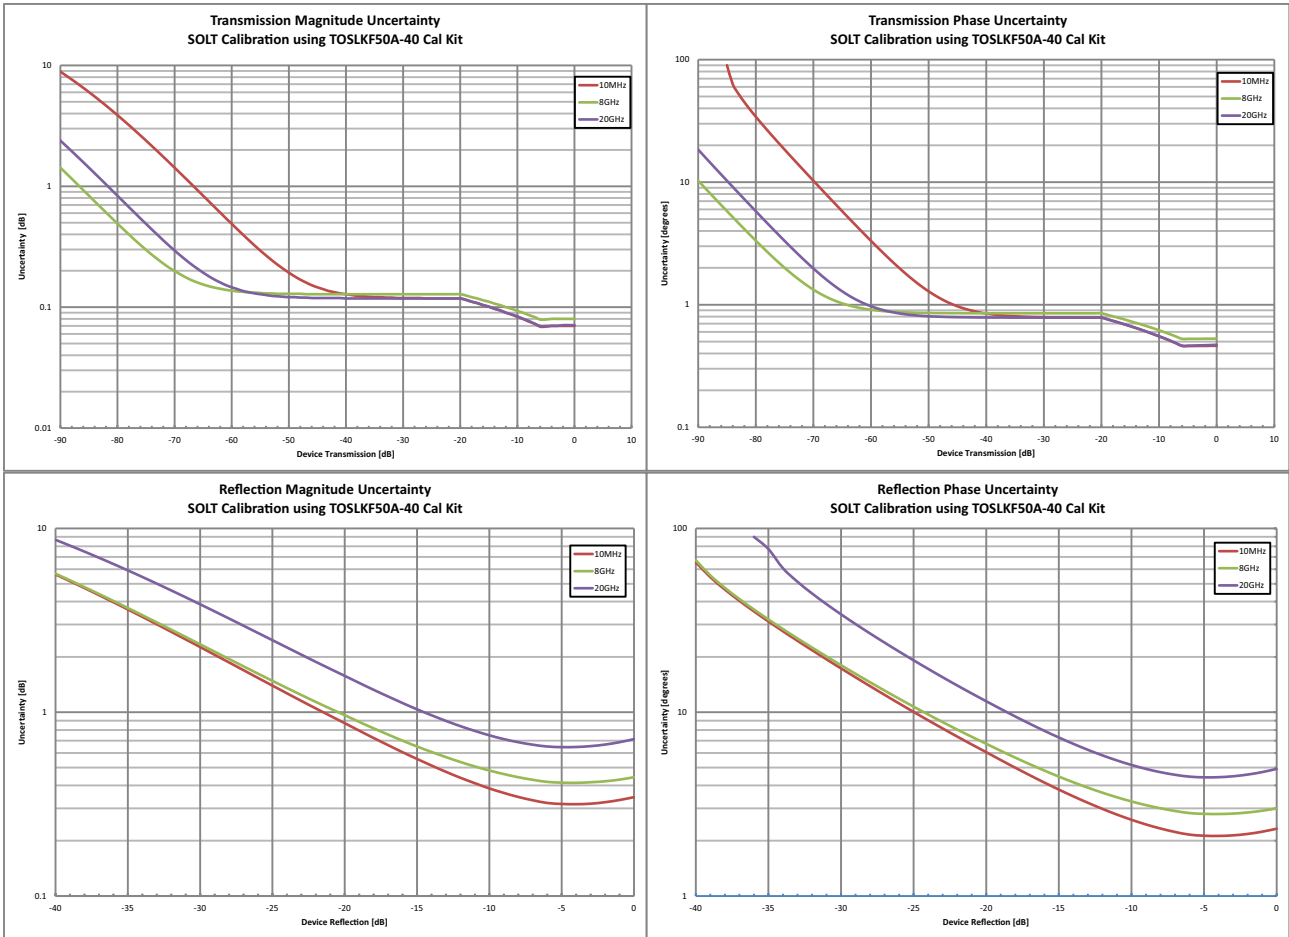 Transmission Magnitude Uncertainty
SOLT Calibration using TOSLKF50A-40 Cal Kit
10
1
0.1
0.01
Uncertainty [dB]
10MHz
8GHz
20GHz
-90 -80 -70 -60 -50 -40 -30 -20 -10 0 10
Device Transmission [dB]
Transmission Phase Uncertainty
SOLT Calibration using TOSLKF50A-40 Cal Kit
100
10
1
0.1
Uncertainty [degrees]
10MHz
8GHz
20GHz
-90 -80 -70 -60 -50 -40 -30 -20 -10 0 10
Device Transmission [dB]
Reflection Magnitude Uncertainty
SOLT Calibration using TOSLKF50A-40 Cal Kit
10
1
0.1
Uncertainty [dB]
10MHz
8GHz
20GHz
-40 -35 -30 -25 -20 -15 -10 -5 0
Device Reflection [dB]
Reflection Phase Uncertainty
SOLT Calibration using TOSLKF50A-40 Cal Kit
100
10
1
Uncertainty [degrees]
10MHz
8GHz
20GHz
-40 -35 -30 -25 -20 -15 -10 -5 0
Device Reflection [dB]